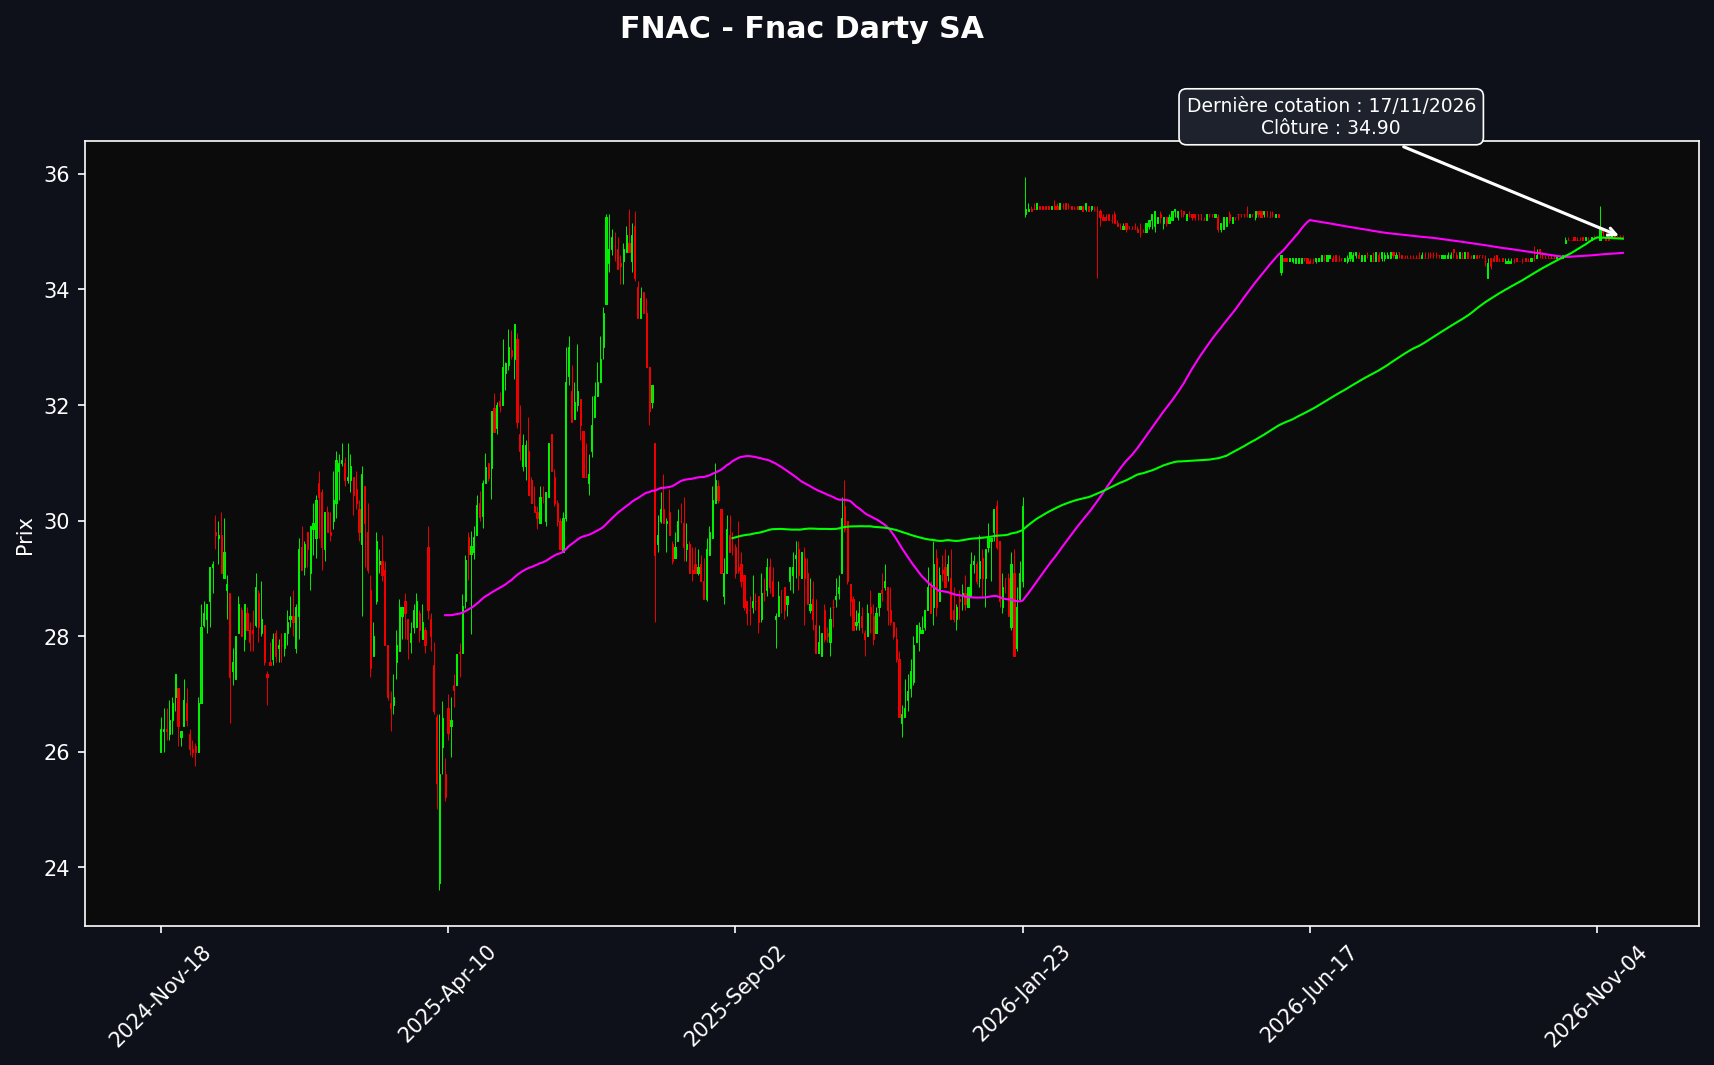 FNAC - Fnac Darty SA
Dernière cotation : 17/11/2026
Clôture : 34.90
Prix
36
34
32
30
28
26
24
2024-Nov-18
2025-Apr-10
2025-Sep-02
2026-Jan-23
2026-Jun-17
2026-Nov-04